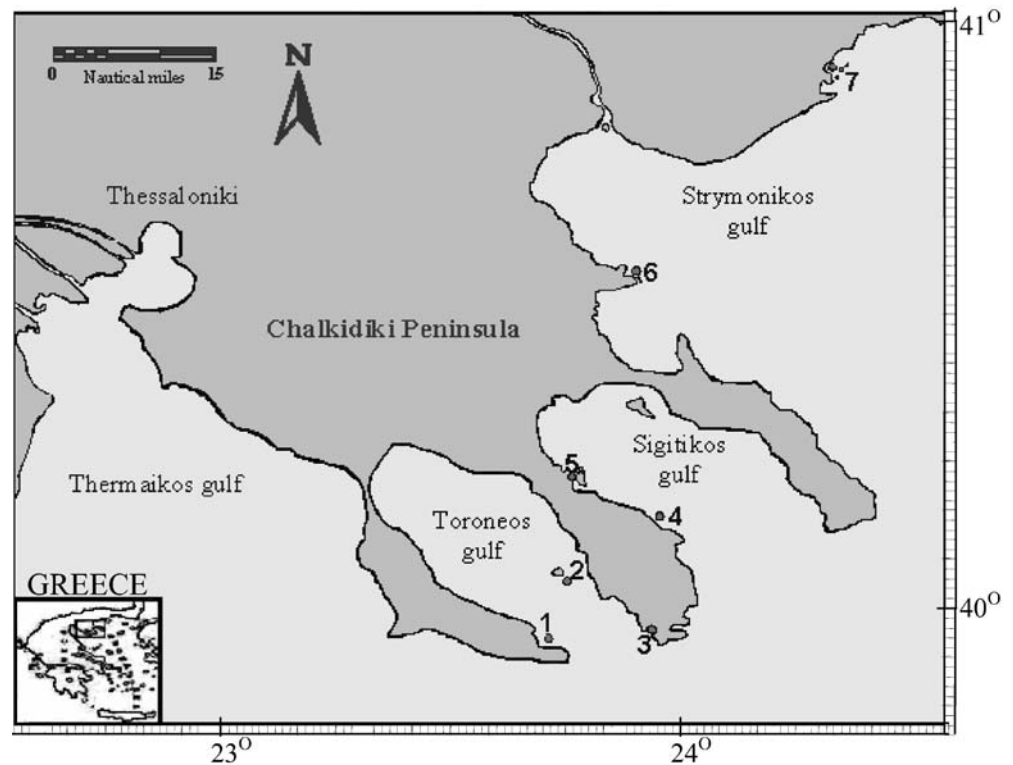 41°
N
0 Nautical miles 15
7
Thessaloniki
Strymonikos
gulf
6
Chalkidiki Peninsula
Sigitikos
gulf
5
Thermaikos gulf
4
Toroneos
gulf
2
GREECE
40°
1
3
23°
24°